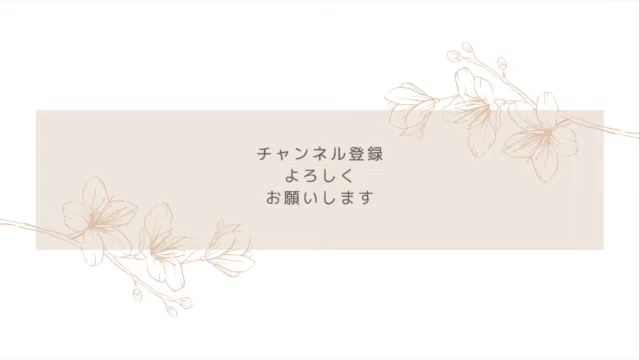 チャンネル登録
よろしく
お願いします